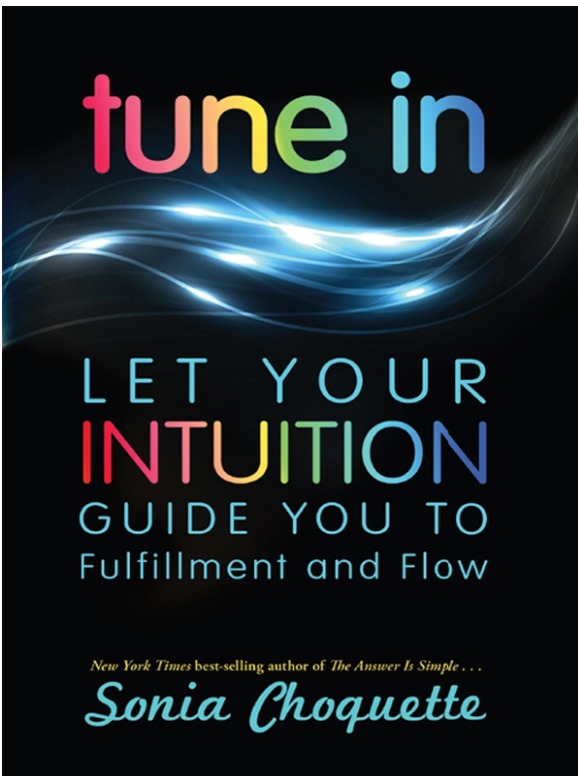 tune in
LET YOUR
INTUITION
GUIDE YOU TO
Fulfillment and Flow
New York Times best-selling author of The Answer Is Simple . . .
Sonia Choquette